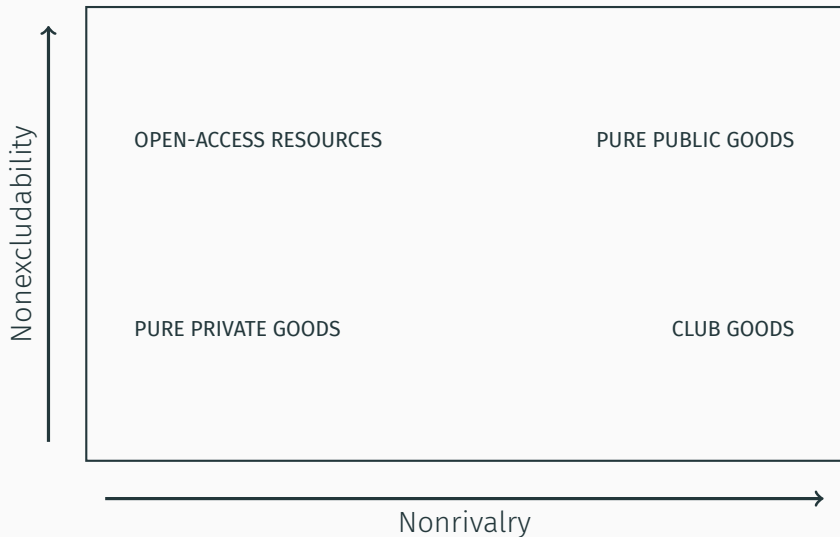 Nonexcludability
OPEN-ACCESS RESOURCES
PURE PUBLIC GOODS
PURE PRIVATE GOODS
CLUB GOODS
Nonrivalry